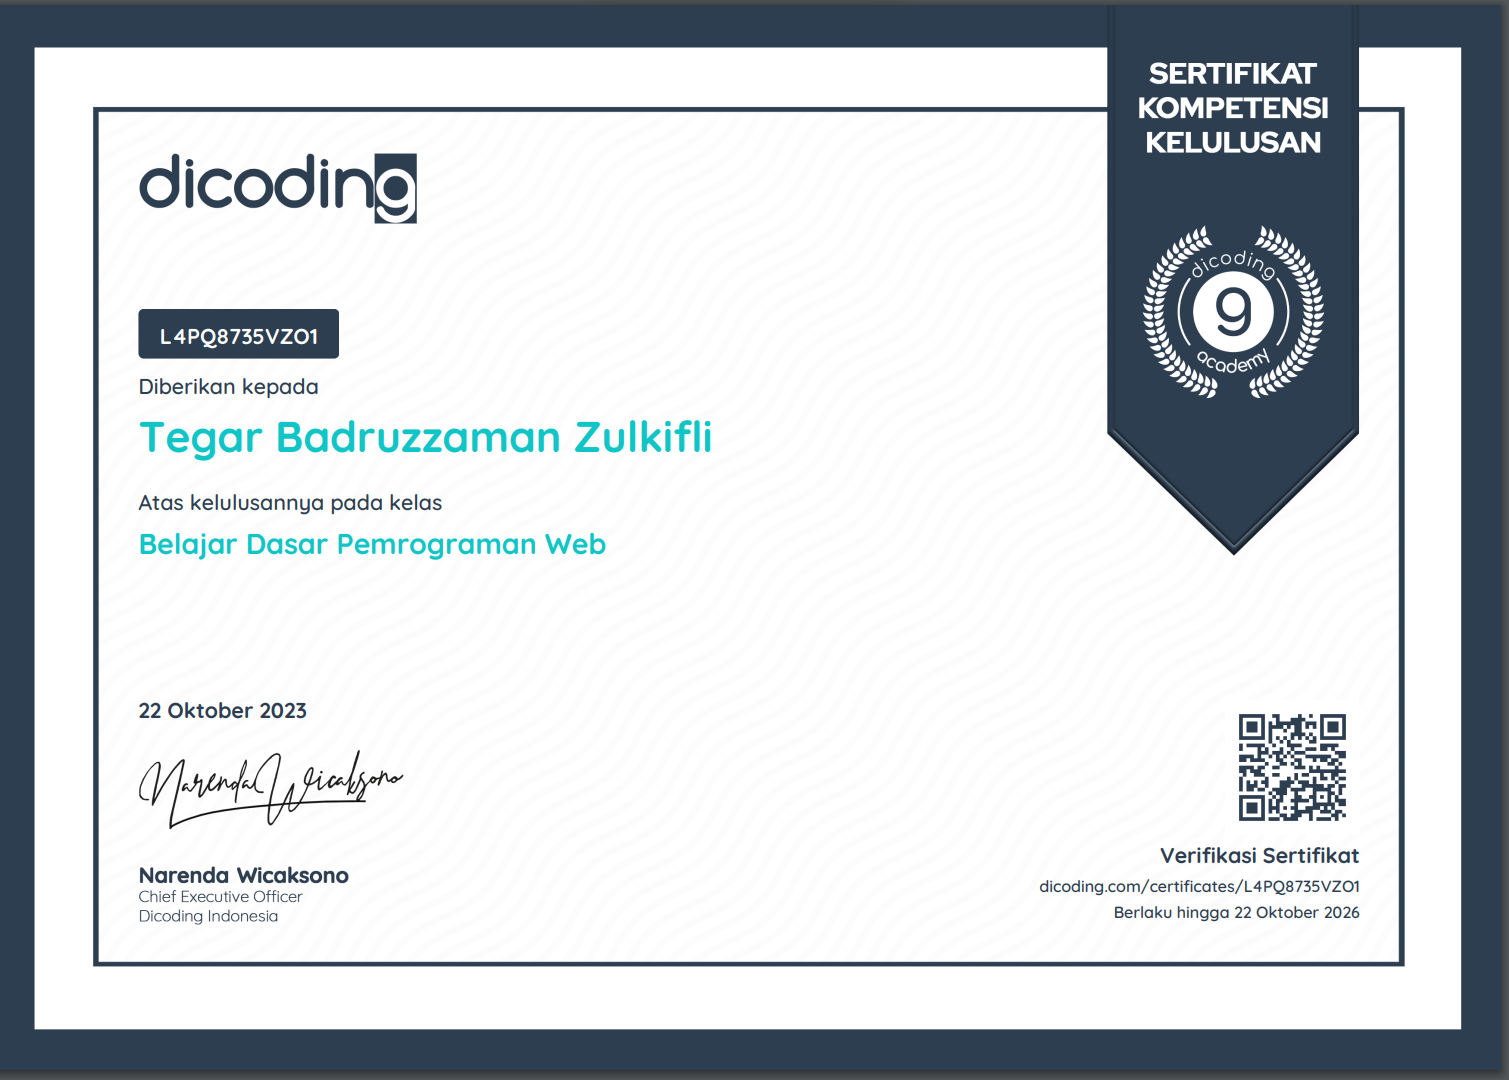 SERTIFIKAT
KOMPETENSI
KELULUSAN
dicoding
dicoding
g
academy
L4PQ8735VZO1
Diberikan kepada
Tegar Badruzzaman Zulkifli
Atas kelulusannya pada kelas
Belajar Dasar Pemrograman Web
22 Oktober 2023
Narenda Wicaksono
Narenda Wicaksono
Chief Executive Officer
Dicoding Indonesia
Verifikasi Sertifikat
dicoding.com/certificates/L4PQ8735VZO1
Berlaku hingga 22 Oktober 2026